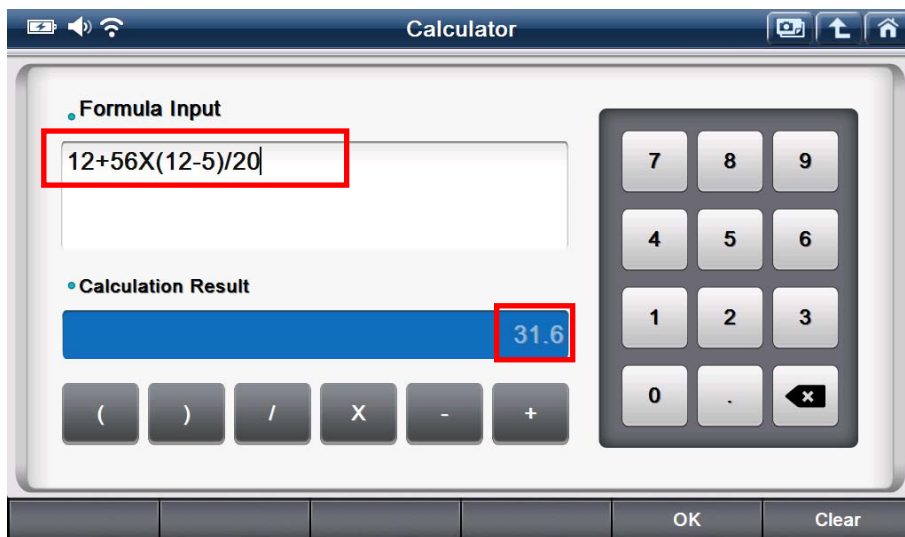 Calculator
Formula Input
12+56X(12-5)/20
Calculation Result
31.6
( ) / X - +
7 8 9
4 5 6
1 2 3
0 .
OK Clear